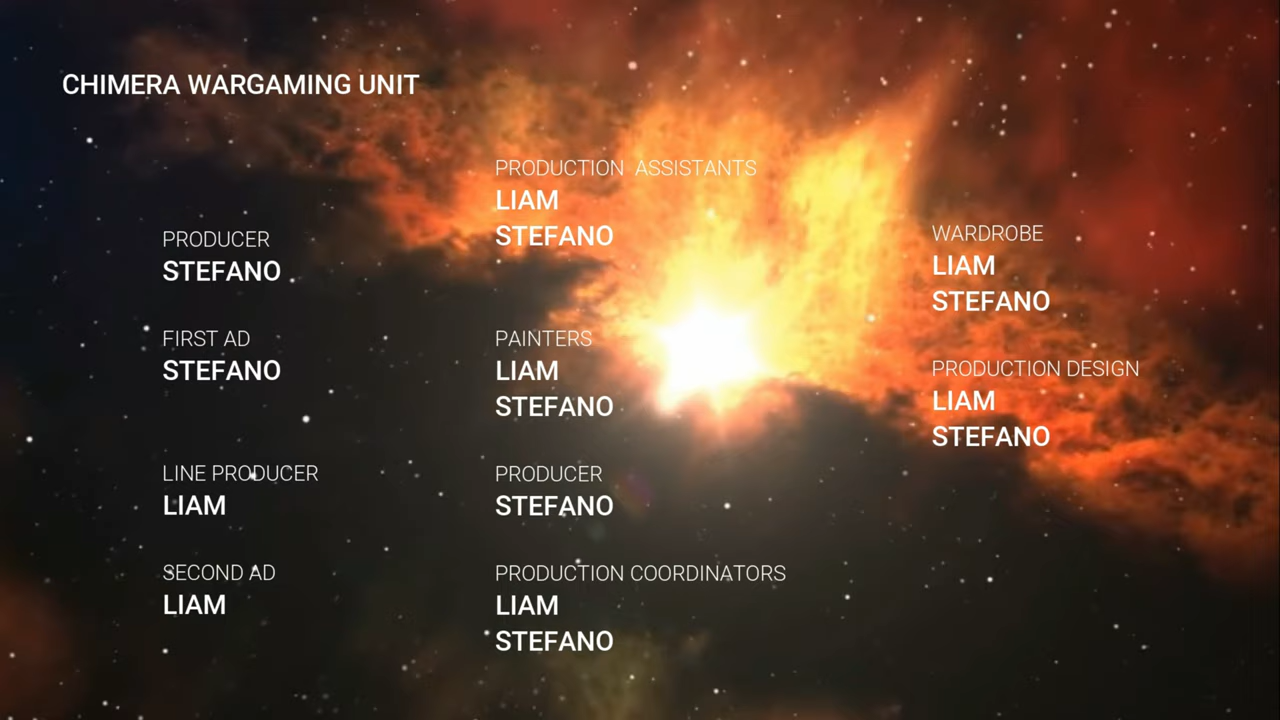 CHIMERA WARGAMING UNIT
PRODUCER
STEFANO
FIRST AD
STEFANO
LINE PRODUCER
LIAM
SECOND AD
LIAM
PRODUCTION ASSISTANTS
LIAM
STEFANO
PAINTERS
LIAM
STEFANO
PRODUCER
STEFANO
PRODUCTION COORDINATORS
LIAM
STEFANO
WARDROBE
LIAM
STEFANO
PRODUCTION DESIGN
LIAM
STEFANO